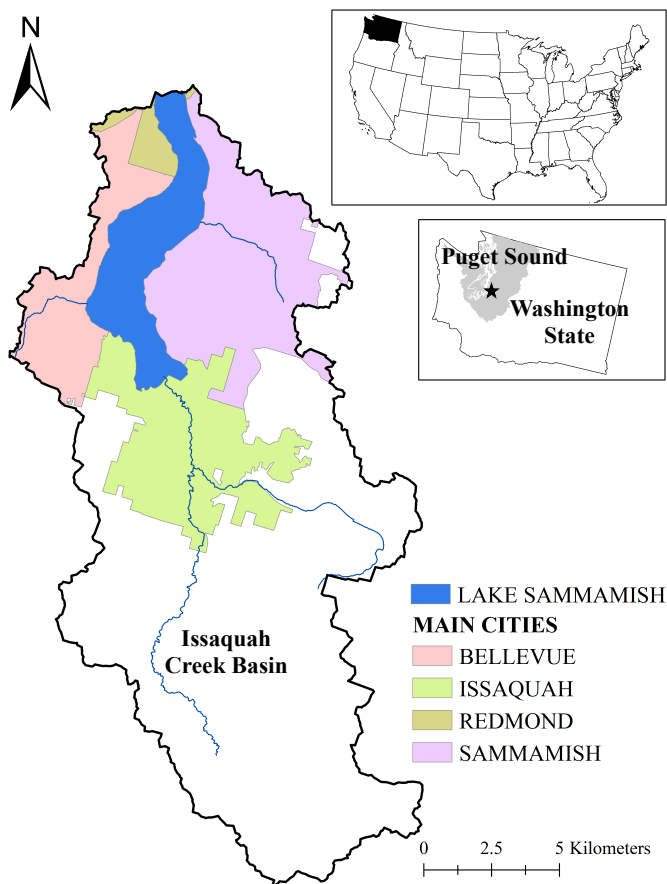 N
Puget Sound
Washington
State
LAKE SAMMAMISH
MAIN CITIES
BELLEVUE
ISSAQUAH
REDMOND
SAMMAMISH
Issaquah
Creek Basin
0 2.5 5 Kilometers